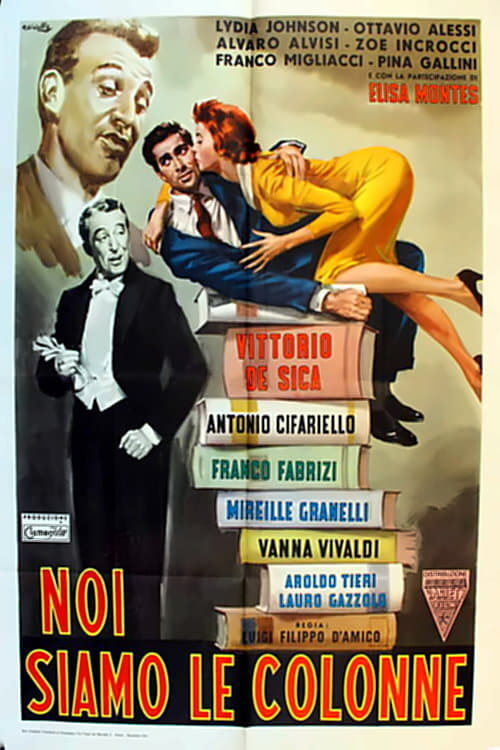 LYDIA JOHNSON - OTTAVIO ALESSI
ALVARO ALVISI - ZOE INCROCCI
FRANCO MIGLIACCI - PINA GALLINI
E CON LA PARTECIPAZIONE DI
ELISA MONTES
VITTORIO
DE SICA
ANTONIO CIFARIELLO
FRANCO FABRIZI
MIREILLE GRANELLI
VANNA VIVALDI
AROLDO TIERI
LAURO GAZZOLO
REGIA:
LUIGI FILIPPO D'AMICO
PRODUZIONE
DISTRIBUZIONE
NOI
SIAMO LE COLONNE